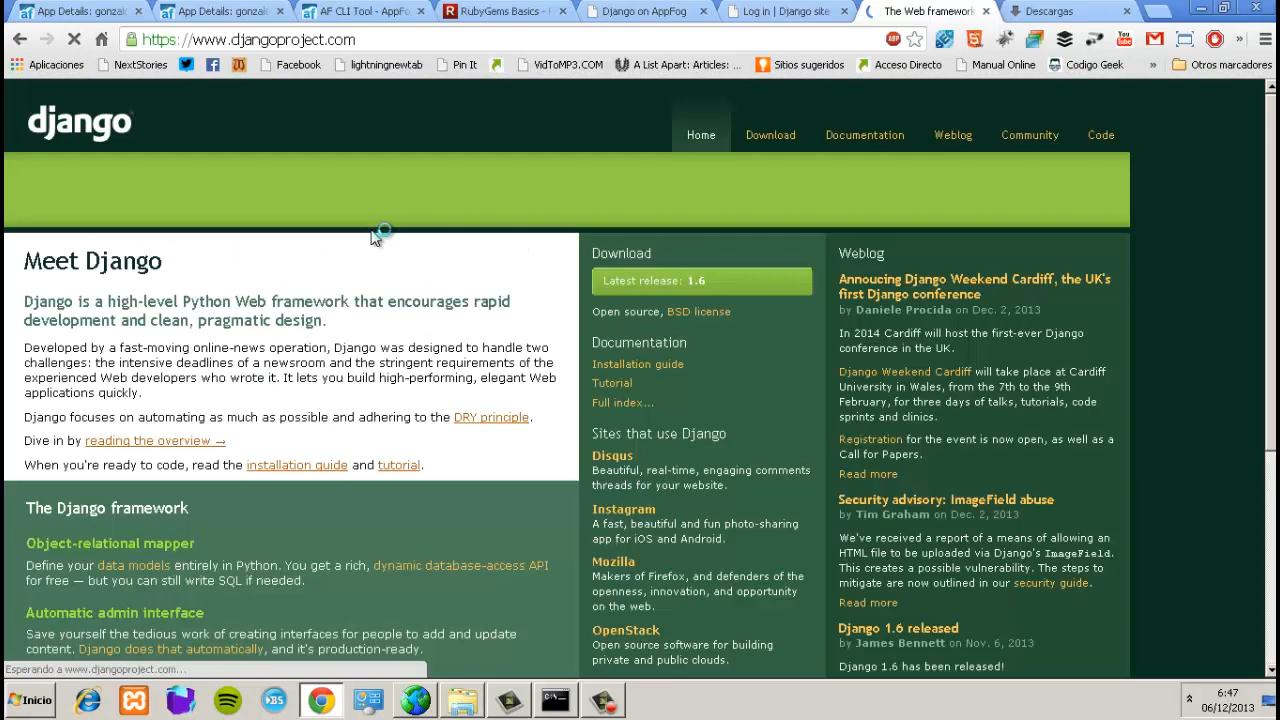 App Details: gonzal
App Details: gonzal
AF CLI Tool - AppFo
RubyGems Basics -
Django on AppFog
Log in | Django site
The Web framework
Descargas
https://www.djangoproject.com
Aplicaciones
NextStories
Facebook
lightningnewtab
Pin It
VidToMP3.COM
A List Apart: Articles:...
Sitios sugeridos
Acceso Directo
Manual Online
Codigo Geek
»
Otros marcadores
django
Home
Download
Documentation
Weblog
Community
Code
Meet Django
Django is a high-level Python Web framework that encourages rapid
development and clean, pragmatic design.
Developed by a fast-moving online-news operation, Django was designed to handle two
challenges: the intensive deadlines of a newsroom and the stringent requirements of the
experienced Web developers who wrote it. It lets you build high-performing, elegant Web
applications quickly.
Django focuses on automating as much as possible and adhering to the DRY principle.
Dive in by reading the overview →
When you're ready to code, read the installation guide and tutorial.
The Django framework
Object-relational mapper
Define your data models entirely in Python. You get a rich, dynamic database-access API
for free — but you can still write SQL if needed.
Automatic admin interface
Save yourself the tedious work of creating interfaces for people to add and update
content. Django does that automatically, and it's production-ready.
Download
Latest release: 1.6
Open source, BSD license
Documentation
Installation guide
Tutorial
Full index...
Sites that use Django
Disqus
Beautiful, real-time, engaging comments
threads for your website.
Instagram
A fast, beautiful and fun photo-sharing
app for iOS and Android.
Mozilla
Makers of Firefox, and defenders of the
openness, innovation, and opportunity
on the web.
OpenStack
Open source software for building
private and public clouds.
Weblog
Annoucing Django Weekend Cardiff, the UK's
first Django conference
by Daniele Procida on Dec. 2, 2013
In 2014 Cardiff will host the first-ever Django
conference in the UK.
Django Weekend Cardiff will take place at Cardiff
University in Wales, from the 7th to the 9th
February, for three days of talks, tutorials, code
sprints and clinics.
Registration for the event is now open, as well as a
Call for Papers.
Read more
Security advisory: ImageField abuse
by Tim Graham on Dec. 2, 2013
We've received a report of a means of allowing an
HTML file to be uploaded via Django's ImageField.
This creates a possible vulnerability. The steps to
mitigate are now outlined in our security guide.
Read more
Django 1.6 released
by James Bennett on Nov. 6, 2013
Django 1.6 has been released!
Esperando a www.djangoproject.com...
Inicio
6:47
06/12/2013